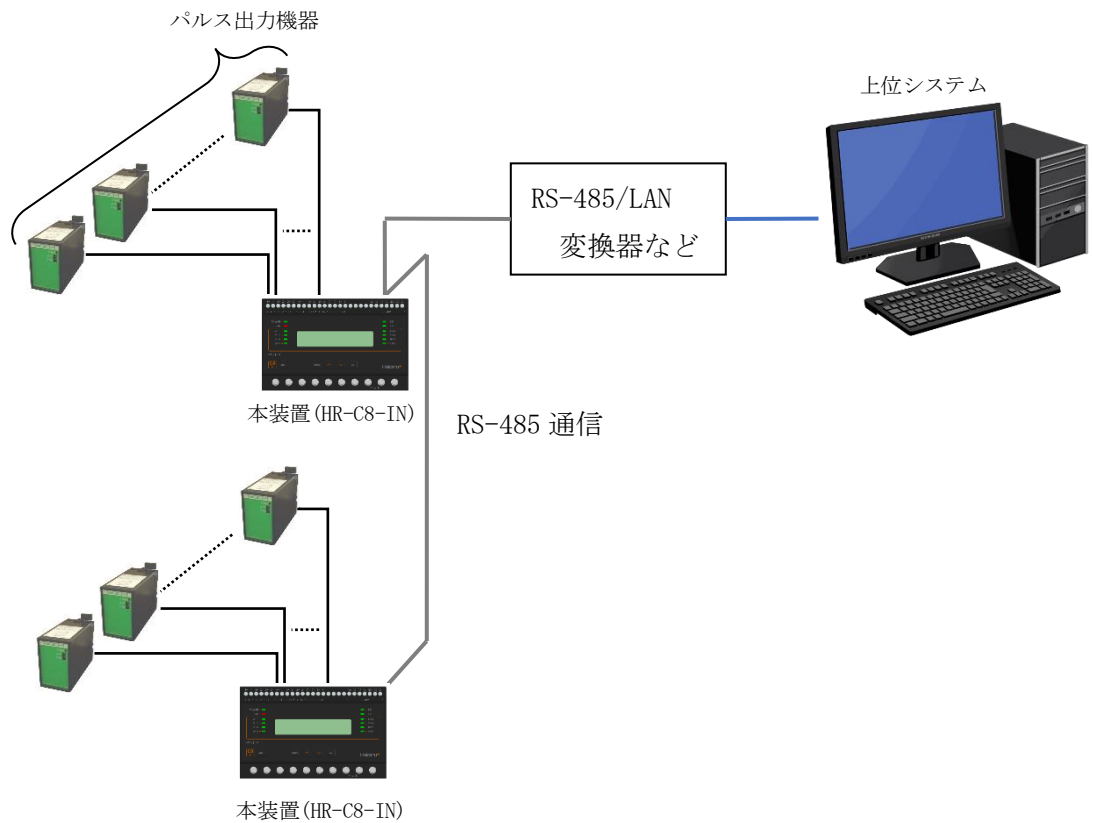 パルス出力機器
上位システム
RS-485/LAN
変換器など
本装置(HR-C8-IN)
RS-485 通信
本装置(HR-C8-IN)